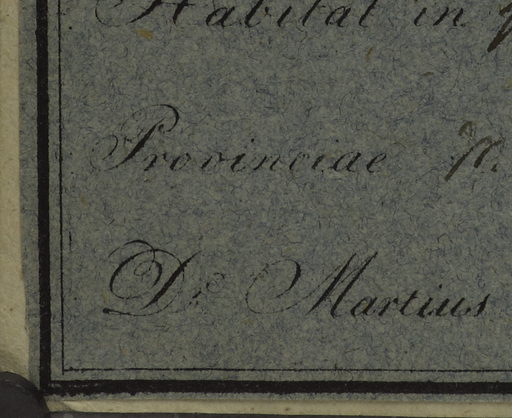 Habitat in
Provinciae
Dr. Martius